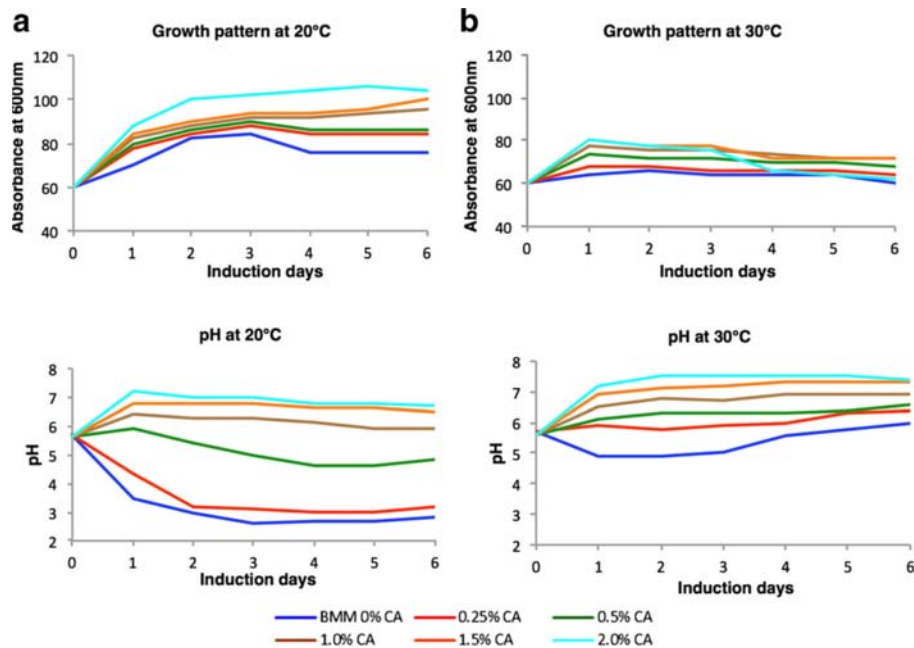 a
Growth pattern at 20°C
Absorbance at 600nm
120
100
80
60
40
0 1 2 3 4 5 6
Induction days
b
Growth pattern at 30°C
Absorbance at 600nm
120
100
80
60
40
0 1 2 3 4 5 6
Induction days
pH at 20°C
pH
8
7
6
5
4
3
2
0 1 2 3 4 5 6
Induction days
pH at 30°C
pH
8
7
6
5
4
3
2
0 1 2 3 4 5 6
Induction days
BMM 0% CA 0.25% CA 0.5% CA
1.0% CA 1.5% CA 2.0% CA